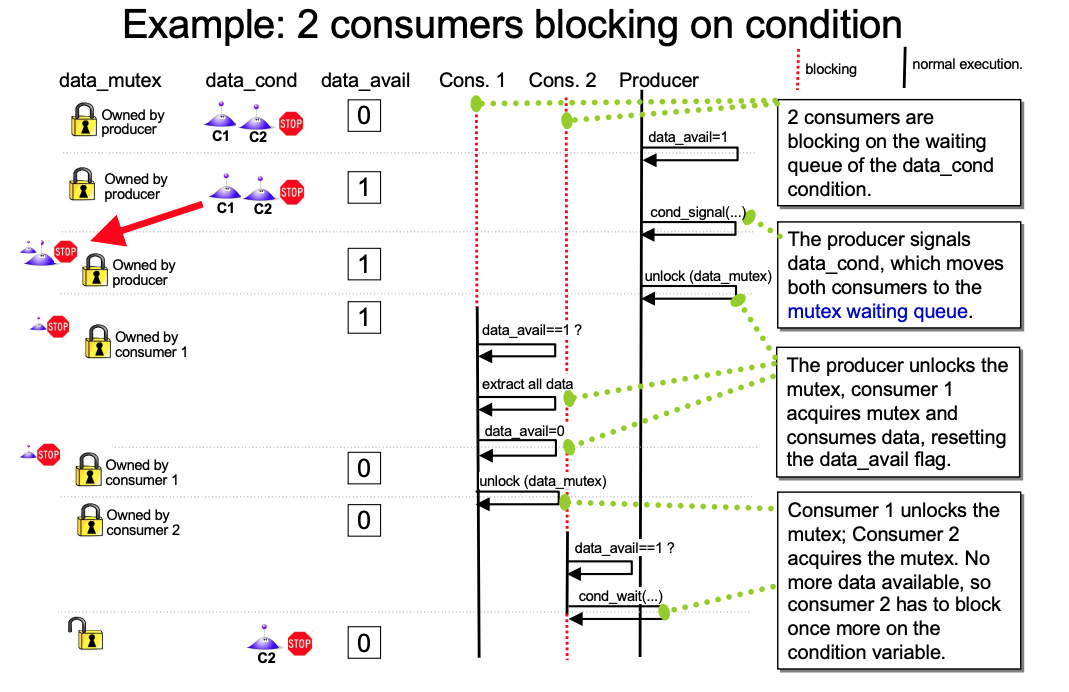 Example: 2 consumers blocking on condition
blocking
normal execution.
data_mutex data_cond data_avail Cons. 1 Cons. 2 Producer
Owned by
producer
C1 C2 STOP
0
2 consumers are
blocking on the waiting
queue of the data_cond
condition.
data_avail=1
Owned by
producer
C1 C2 STOP
1
cond_signal(...)
The producer signals
data_cond, which moves
both consumers to the
mutex waiting queue.
STOP
Owned by
producer
1
unlock (data_mutex)
STOP
Owned by
consumer 1
1
data_avail==1 ?
extract all data
data_avail=0
The producer unlocks the
mutex, consumer 1
acquires mutex and
consumes data, resetting
the data_avail flag.
STOP
Owned by
consumer 1
0
unlock (data_mutex)
Owned by
consumer 2
0
data_avail==1 ?
cond_wait(...)
Consumer 1 unlocks the
mutex; Consumer 2
acquires the mutex. No
more data available, so
consumer 2 has to block
once more on the
condition variable.
C2 STOP
0